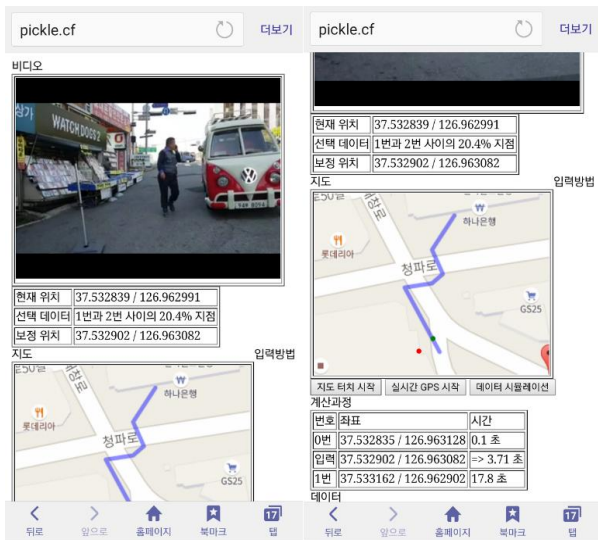 pickle.cf
더보기
비디오
상가
WATCH DOGS 2
현재 위치 37.532839 / 126.962991
선택 데이터 1번과 2번 사이의 20.4% 지점
보정 위치 37.532902 / 126.963082
지도 입력방법
롯데리아
하나은행
청파로
GS25
뒤로 앞으로 홈페이지 북마크 17 탭
pickle.cf
더보기
현재 위치 37.532839 / 126.962991
선택 데이터 1번과 2번 사이의 20.4% 지점
보정 위치 37.532902 / 126.963082
지도 입력방법
하나은행
롯데리아
청파로
GS25
지도 터치 시작 실시간 GPS 시작 데이터 시뮬레이션
계산과정
번호 좌표 시간
0번 37.532835 / 126.963128 0.1 초
입력 37.532902 / 126.963082 => 3.71 초
1번 37.533162 / 126.962902 17.8 초
데이터
뒤로 앞으로 홈페이지 북마크 17 탭